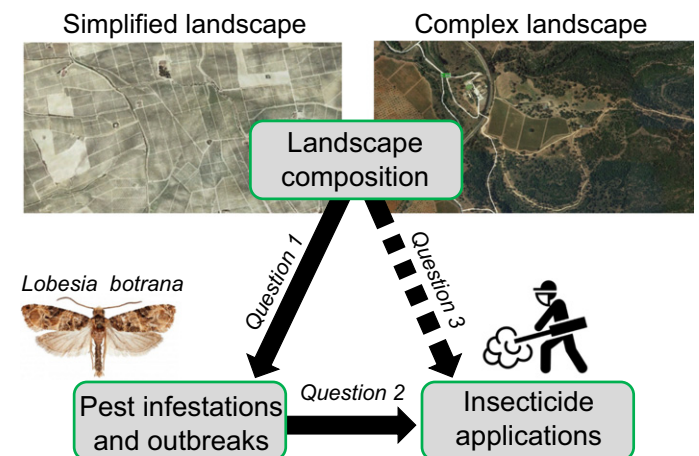 Simplified landscape
Complex landscape
Landscape
composition
Question 1
Question 3
Lobesia botrana
Question 2
Pest infestations
and outbreaks
Insecticide
applications